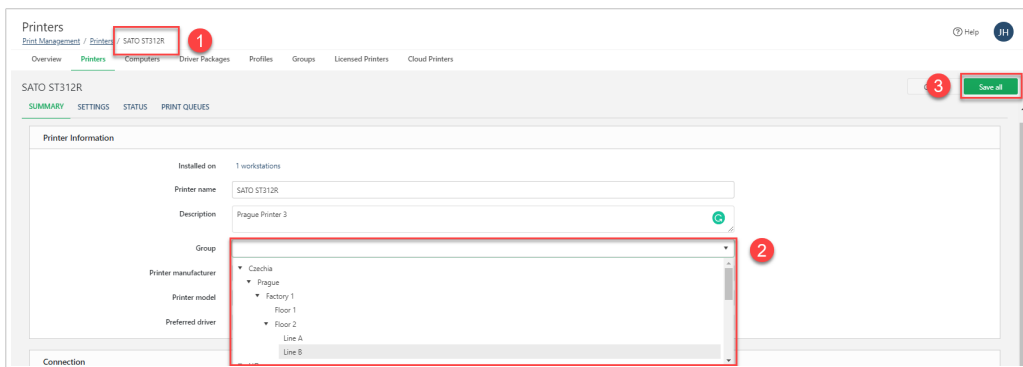 Printers
Print Management / Printers / SATO ST312R
1
Help
JH
Overview Printers Computers Driver Packages Profiles Groups Licensed Printers Cloud Printers
SATO ST312R
3
Save all
SUMMARY SETTINGS STATUS PRINT QUEUES
Printer Information
Installed on 1 workstations
Printer name SATO ST312R
Description Prague Printer 3
Group
2
Printer manufacturer
Printer model
Preferred driver
Czechia
Prague
Factory 1
Floor 1
Floor 2
Line A
Line B
Connection